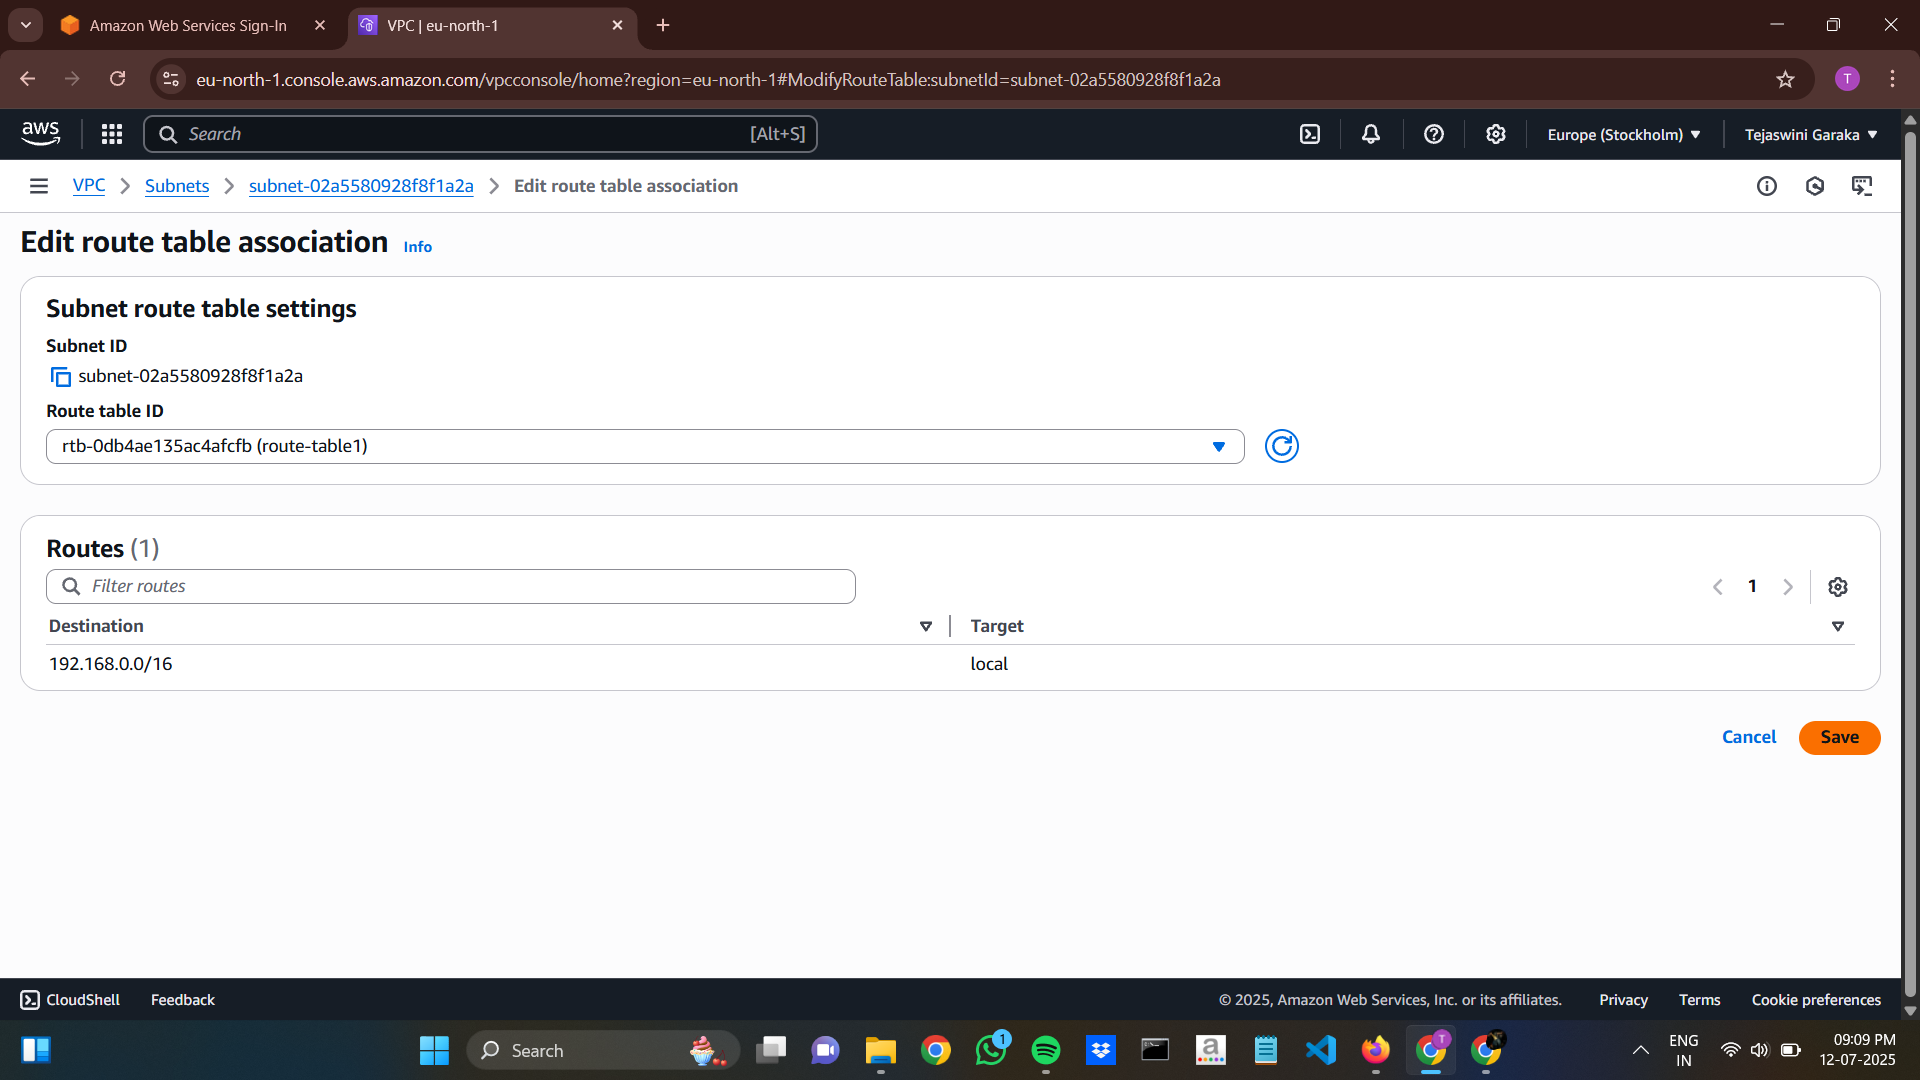 Amazon Web Services Sign-In
VPC | eu-north-1
eu-north-1.console.aws.amazon.com/vpcconsole/home?region=eu-north-1#ModifyRouteTable:subnetId=subnet-02a5580928f8f1a2a
T
aws
Search
[Alt+S]
Europe (Stockholm)
Tejaswini Garaka
VPC
Subnets
subnet-02a5580928f8f1a2a
Edit route table association
Edit route table association Info
Subnet route table settings
Subnet ID
subnet-02a5580928f8f1a2a
Route table ID
rtb-0db4ae135ac4afcfb (route-table1)
Routes (1)
Filter routes
1
Destination
Target
192.168.0.0/16
local
Cancel
Save
CloudShell
Feedback
© 2025, Amazon Web Services, Inc. or its affiliates.
Privacy
Terms
Cookie preferences
Search
1
a
T
ENG
IN
09:09 PM
12-07-2025